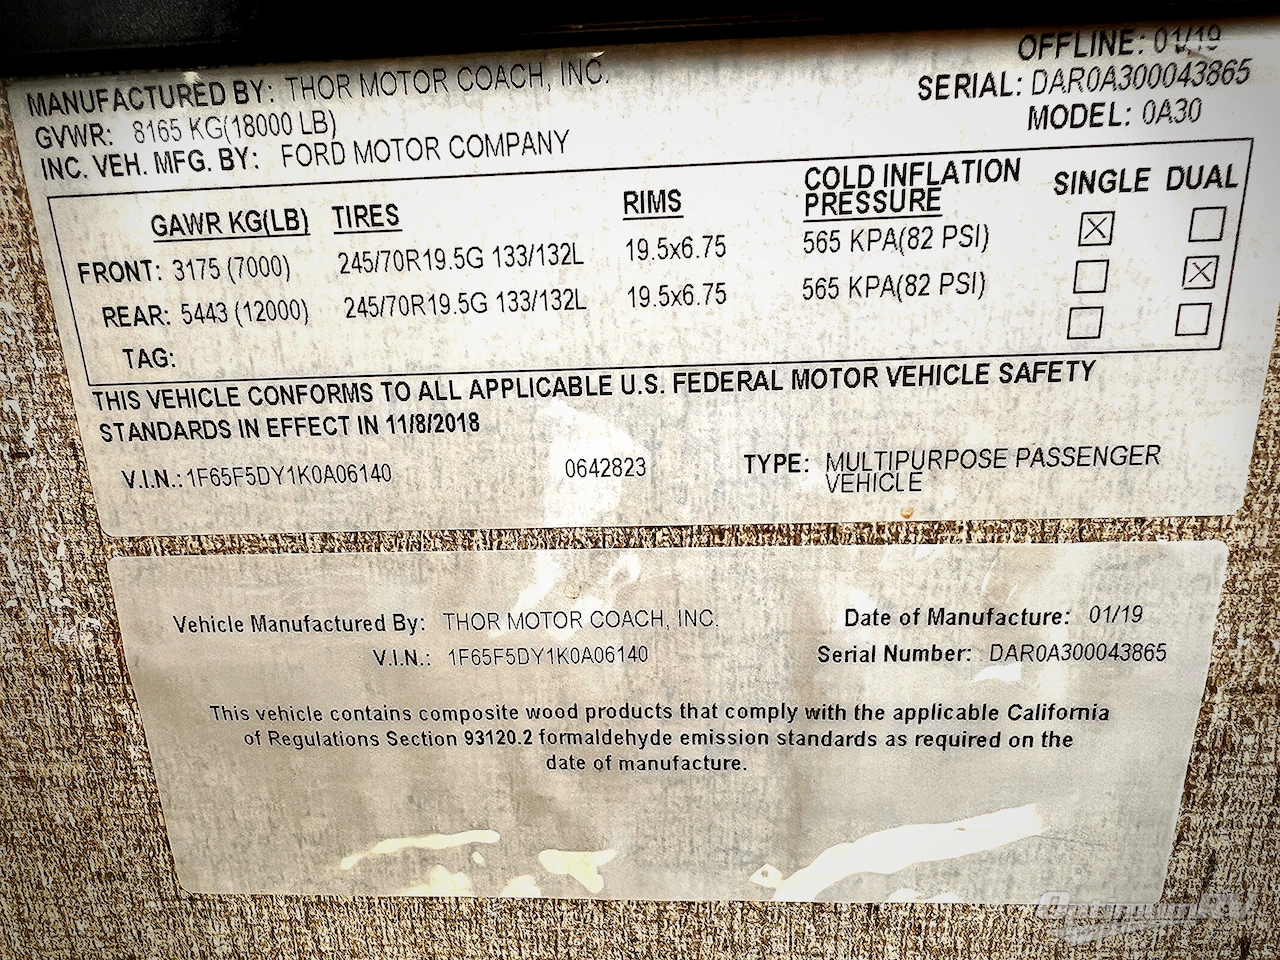 OFFLINE: 01/19
MANUFACTURED BY: THOR MOTOR COACH, INC.
SERIAL: DAR0A300043865
GVWR: 8165 KG(18000 LB)
MODEL: 0A30
INC. VEH. MFG. BY: FORD MOTOR COMPANY
GAWR KG(LB) TIRES RIMS COLD INFLATION PRESSURE SINGLE DUAL
FRONT: 3175 (7000) 245/70R19.5G 133/132L 19.5x6.75 565 KPA(82 PSI)
REAR: 5443 (12000) 245/70R19.5G 133/132L 19.5x6.75 565 KPA(82 PSI)
TAG:
THIS VEHICLE CONFORMS TO ALL APPLICABLE U.S. FEDERAL MOTOR VEHICLE SAFETY
STANDARDS IN EFFECT IN 11/8/2018
V.I.N.: 1F65F5DY1K0A06140 0642823 TYPE: MULTIPURPOSE PASSENGER
VEHICLE
Vehicle Manufactured By: THOR MOTOR COACH, INC. Date of Manufacture: 01/19
V.I.N.: 1F65F5DY1K0A06140 Serial Number: DAR0A300043865
This vehicle contains composite wood products that comply with the applicable California
of Regulations Section 93120.2 formaldehyde emission standards as required on the
date of manufacture.
OptimumRV